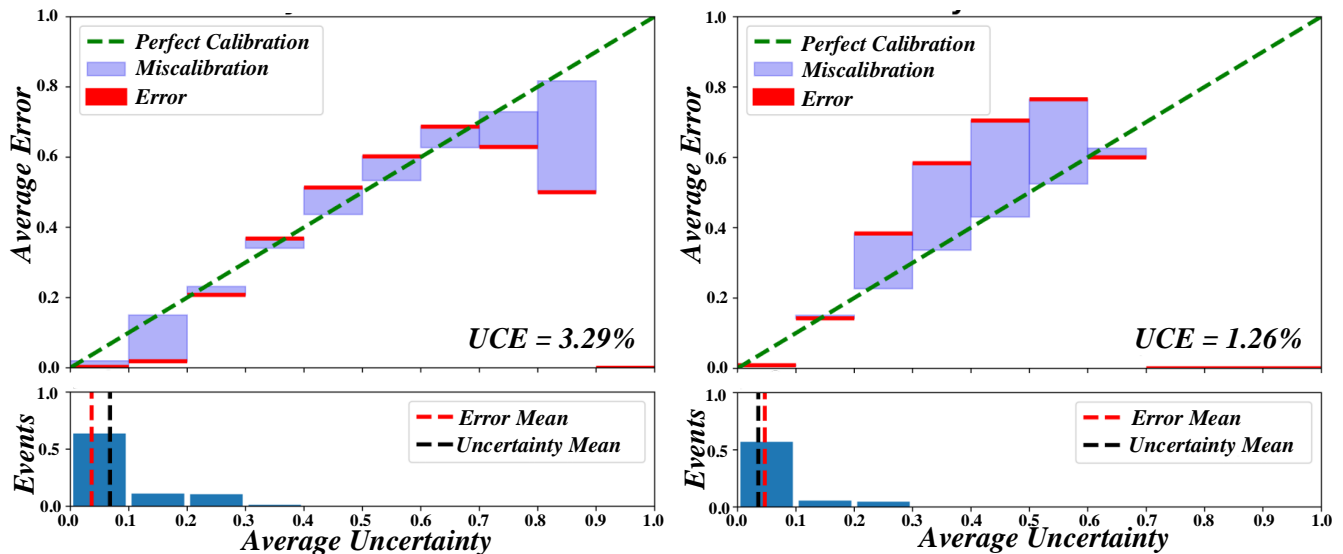 1.0
0.8
0.6
0.4
0.2
0.0
Average Error
Perfect Calibration
Miscalibration
Error
UCE = 3.29%
1.0
0.5
0.0
Events
Error Mean
Uncertainty Mean
0.0 0.1 0.2 0.3 0.4 0.5 0.6 0.7 0.8 0.9 1.0
Average Uncertainty
1.0
0.8
0.6
0.4
0.2
0.0
Average Error
Perfect Calibration
Miscalibration
Error
UCE = 1.26%
1.0
0.5
0.0
Events
Error Mean
Uncertainty Mean
0.0 0.1 0.2 0.3 0.4 0.5 0.6 0.7 0.8 0.9 1.0
Average Uncertainty